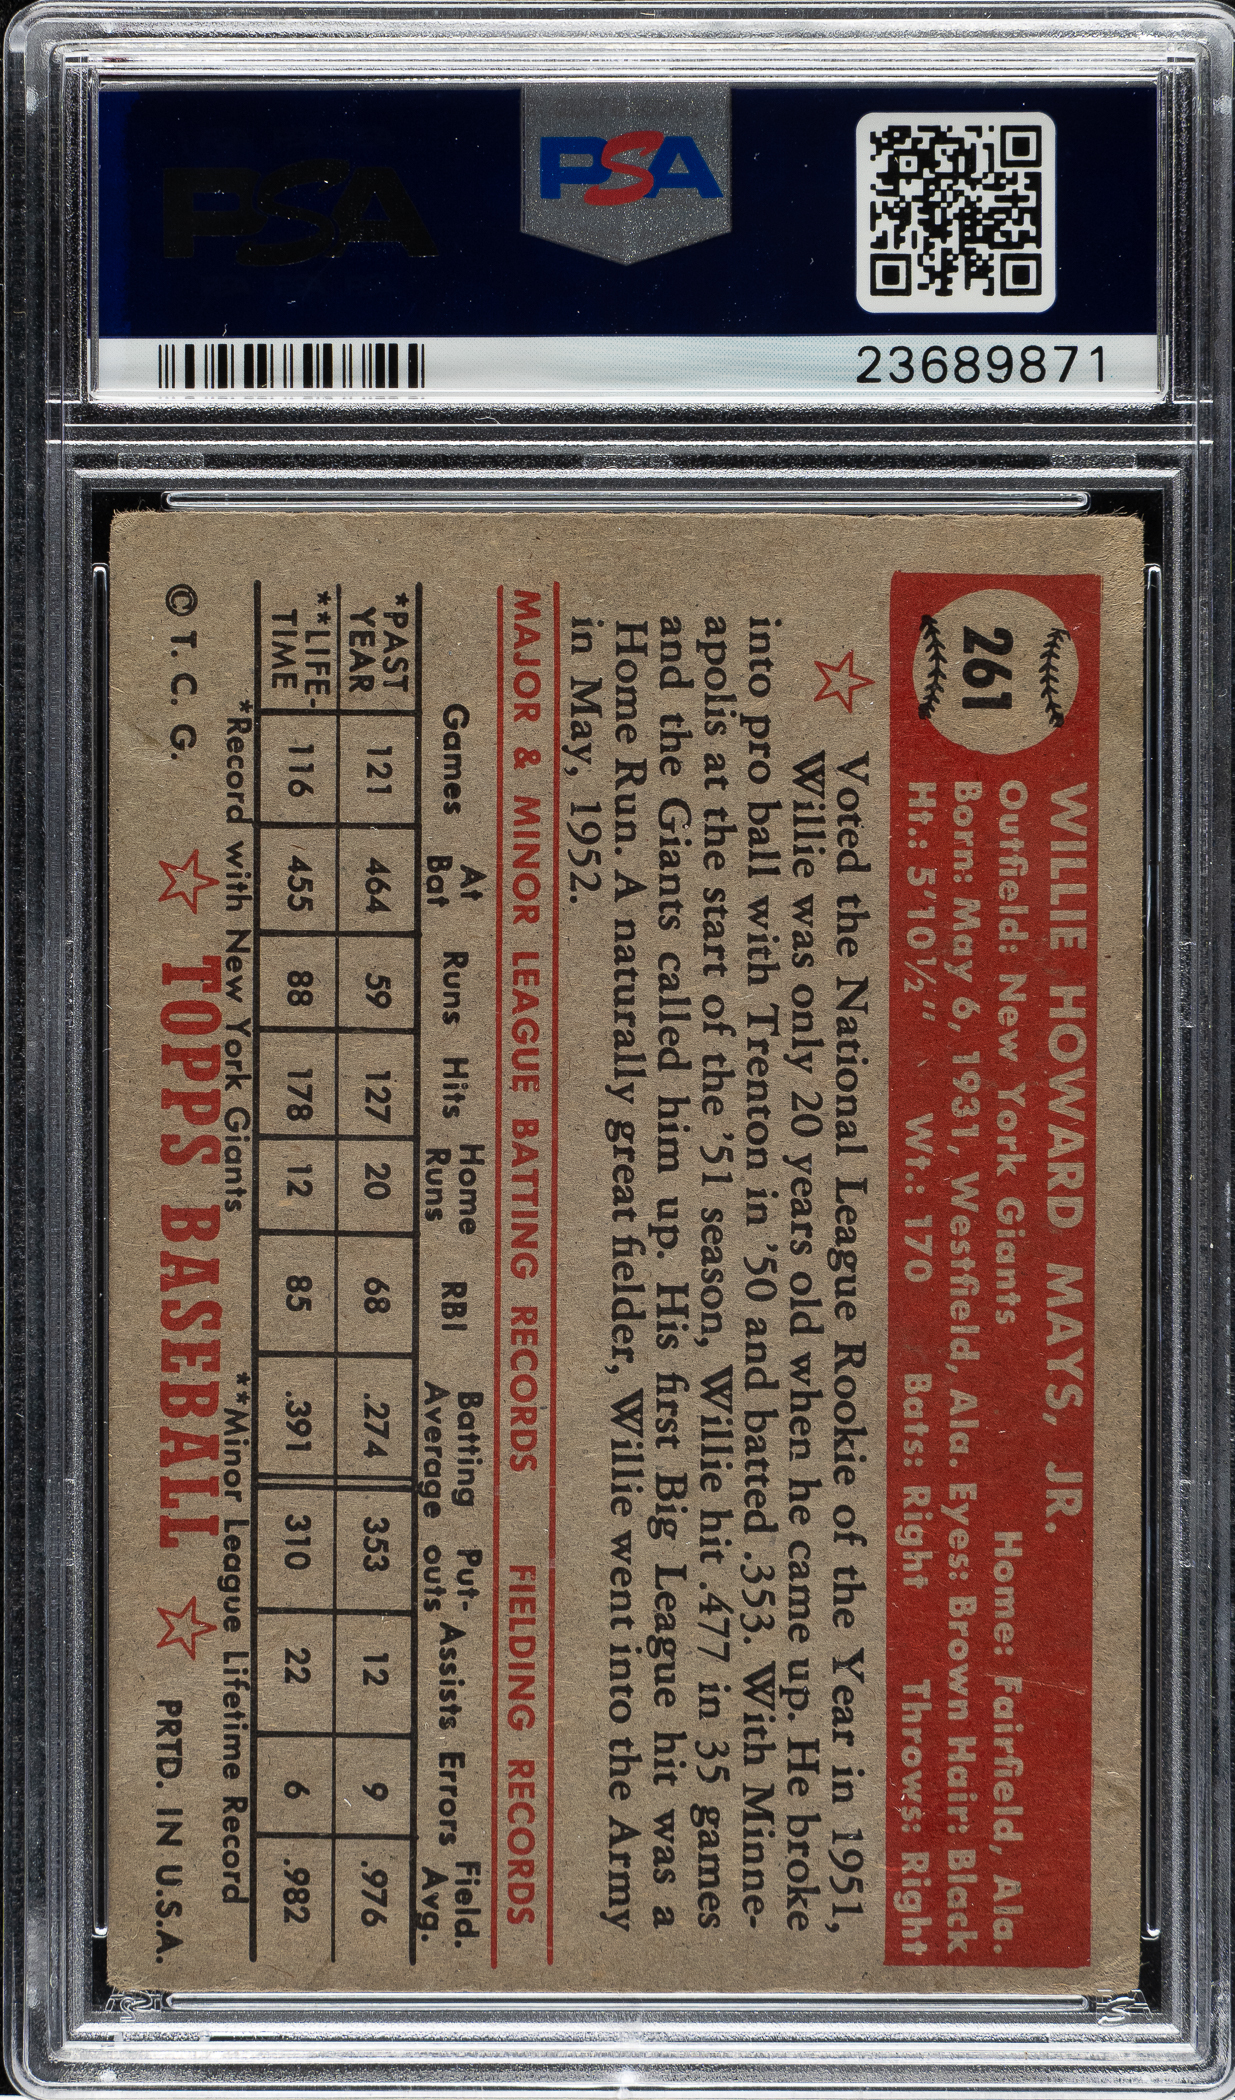 PSA
PSA
23689871
261
WILLIE HOWARD MAYS, JR.
Outfield: New York Giants Home: Fairfield, Ala.
Born: May 6, 1931, Westfield, Ala. Eyes: Brown Hair: Black
Ht.: 5'10½" Wt.: 170 Bats: Right Throws: Right
Voted the National League Rookie of the Year in 1951,
Willie was only 20 years old when he came up. He broke
into pro ball with Trenton in '50 and batted .353. With Minne-
apolis at the start of the '51 season, Willie hit .477 in 35 games
and the Giants called him up. His first Big League hit was a
Home Run. A naturally great fielder, Willie went into the Army
in May, 1952.
MAJOR & MINOR LEAGUE BATTING RECORDS FIELDING RECORDS
Games At Bat Runs Hits Home Runs RBI Batting Average Put-outs Assists Errors Field. Avg.
*PAST YEAR 121 464 59 127 20 68 .274 353 12 9 .976
**LIFE-TIME 116 455 88 178 12 85 .391 310 22 6 .982
*Record with New York Giants **Minor League Lifetime Record
© T. C. G. TOPPS BASEBALL PRTD. IN U.S.A.